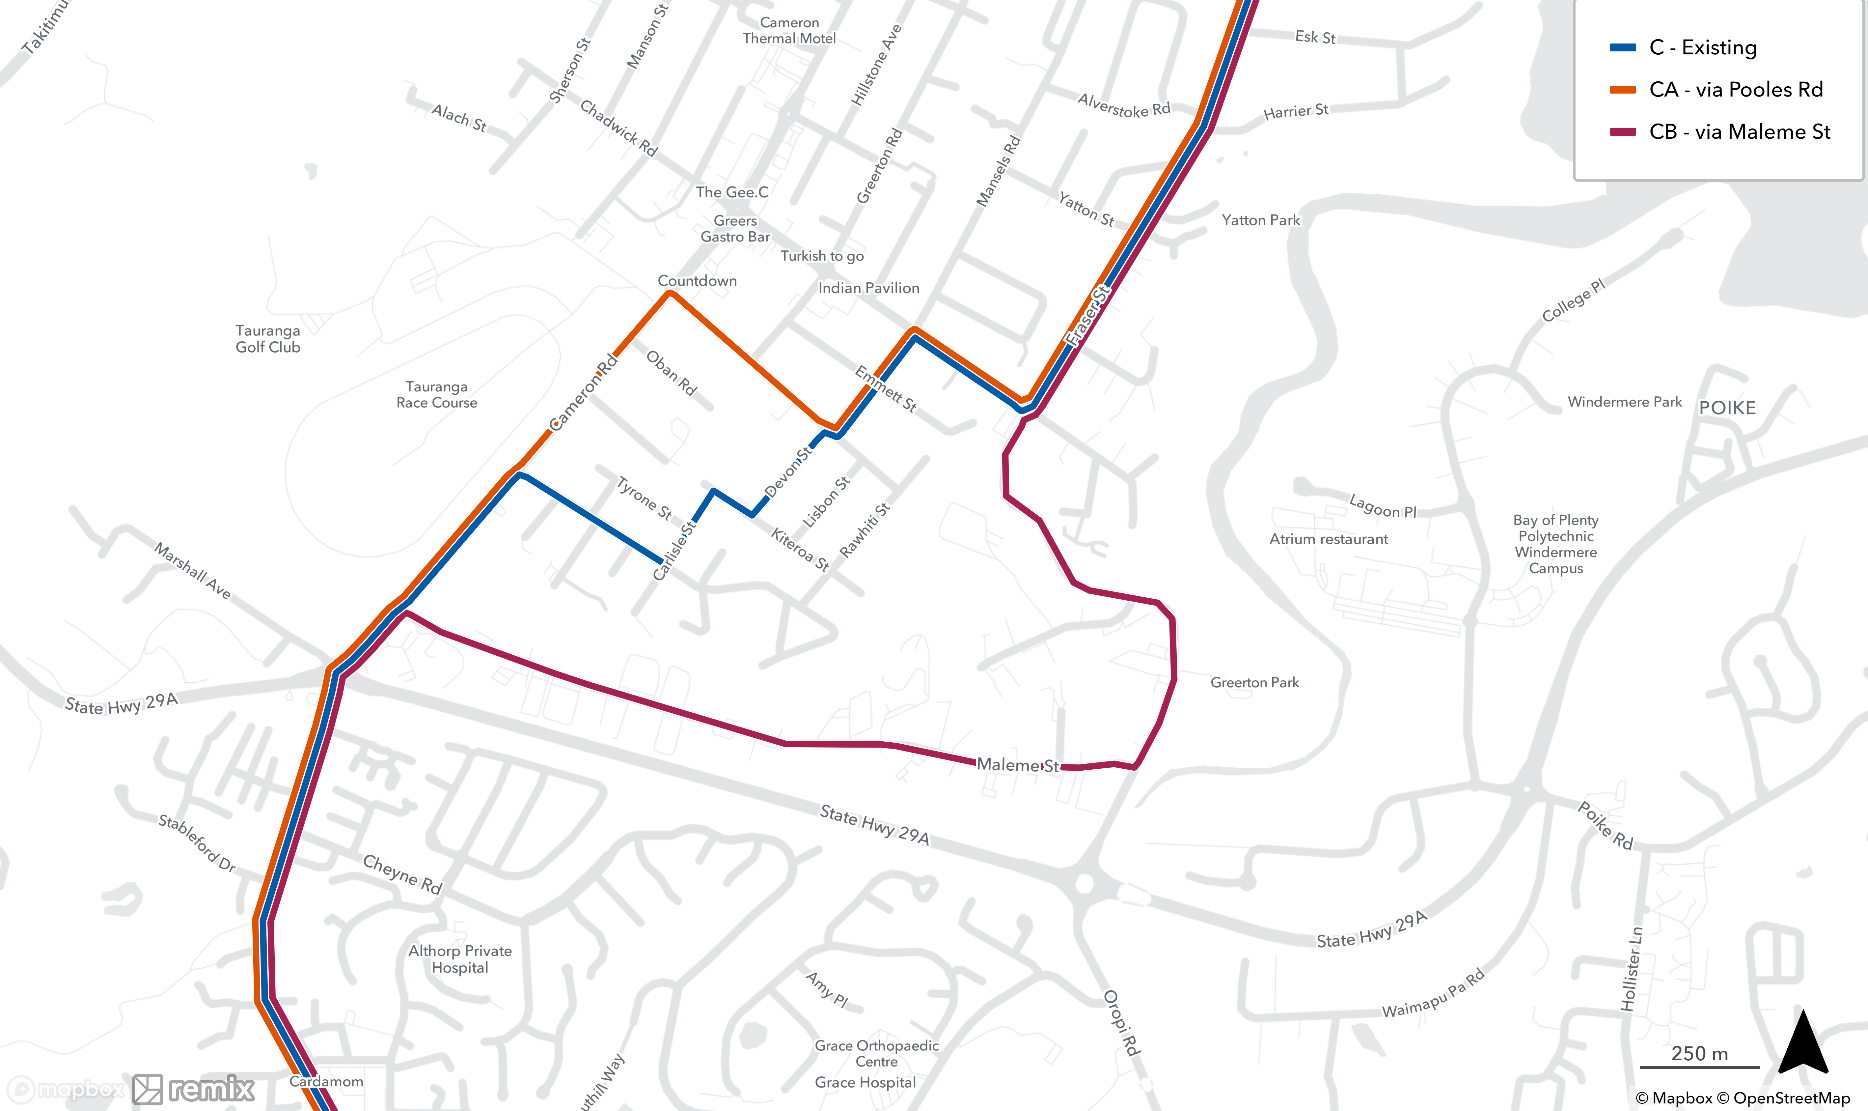 C - Existing
CA - via Pooles Rd
CB - via Maleme St
Cameron
Thermal Motel
Esk St
Manson St
Sherson St
Hillstone Ave
Alach St
Chadwick Rd
Alverstoke Rd
Harrier St
Greerton Rd
Mansels Rd
The Gee.C
Greers
Gastro Bar
Yatton St
Yatton Park
Turkish to go
Countdown
Indian Pavilion
Fraser St
College Pl
Tauranga
Golf Club
Tauranga
Race Course
Oban Rd
Cameron Rd
Emmett St
Windermere Park
POIKE
Devon St
Tyrone St
Lisbon St
Rawhiti St
Kiteroa St
Carlisle St
Lagoon Pl
Atrium restaurant
Bay of Plenty
Polytechnic
Windermere
Campus
Marshall Ave
State Hwy 29A
Greerton Park
Maleme St
State Hwy 29A
Stableford Dr
Cheyne Rd
Poike Rd
State Hwy 29A
Althorp Private
Hospital
Amy Pl
Oropi Rd
Waimapu Pa Rd
Hollister Ln
Grace Orthopaedic
Centre
Grace Hospital
Cardamom
uthill Way
Takitimu
250 m
mapbox
remix
© Mapbox © OpenStreetMap